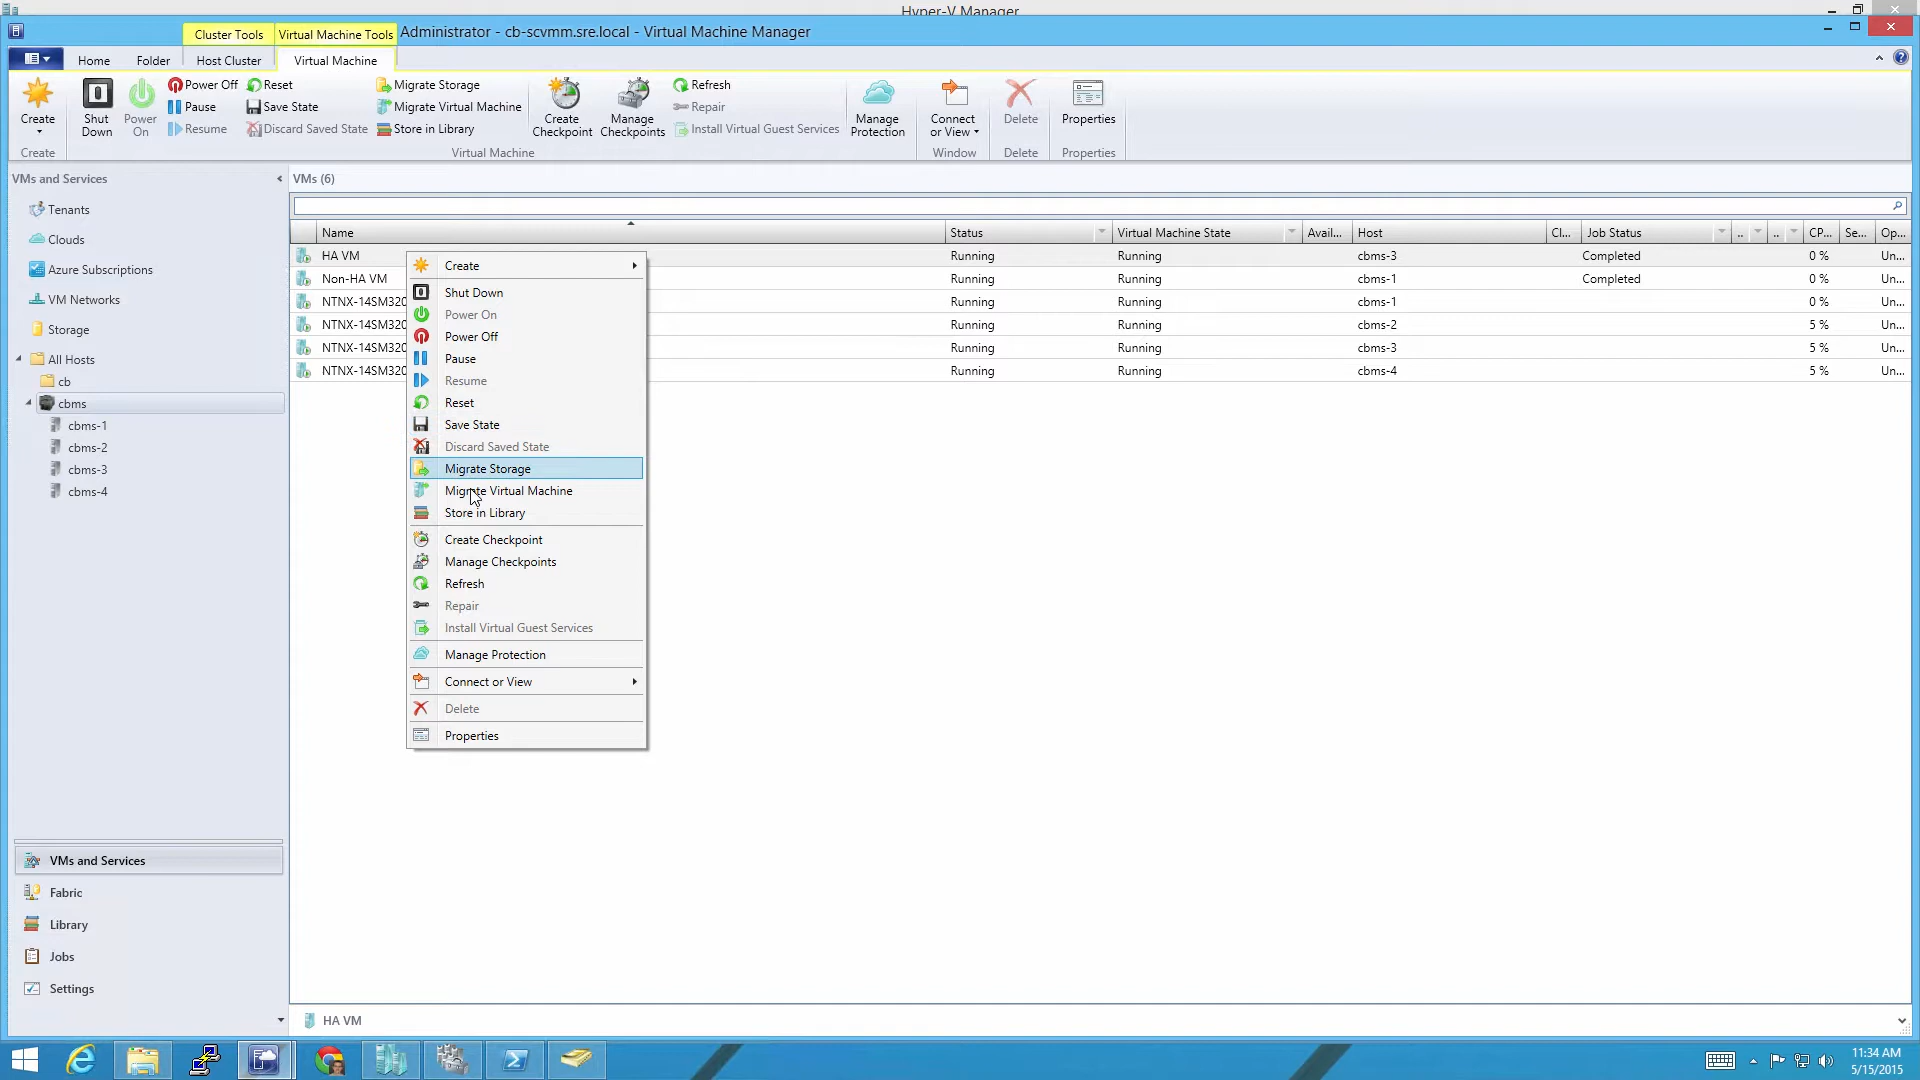 Hyper-V Manager
Cluster Tools
Virtual Machine Tools
Administrator - cb-scvmm.sre.local - Virtual Machine Manager
Home
Folder
Host Cluster
Virtual Machine
Create
Shut Down
Power On
Power Off
Pause
Resume
Reset
Save State
Discard Saved State
Migrate Storage
Migrate Virtual Machine
Store in Library
Create Checkpoint
Manage Checkpoints
Refresh
Repair
Install Virtual Guest Services
Manage Protection
Connect or View
Delete
Properties
Create
Virtual Machine
Window
Delete
Properties
VMs and Services
VMs (6)
Tenants
Clouds
Azure Subscriptions
VM Networks
Storage
All Hosts
cb
cbms
cbms-1
cbms-2
cbms-3
cbms-4
Name Status Virtual Machine State Avail... Host Cl... Job Status .. .. CP... Se... Op...
HA VM Running Running cbms-3 Completed 0 % Un...
Non-HA VM Running Running cbms-1 Completed 0 % Un...
NTNX-14SM320 Running Running cbms-1 0 % Un...
NTNX-14SM320 Running Running cbms-2 5 % Un...
NTNX-14SM320 Running Running cbms-3 5 % Un...
NTNX-14SM320 Running Running cbms-4 5 % Un...
Create
Shut Down
Power On
Power Off
Pause
Resume
Reset
Save State
Discard Saved State
Migrate Storage
Migrate Virtual Machine
Store in Library
Create Checkpoint
Manage Checkpoints
Refresh
Repair
Install Virtual Guest Services
Manage Protection
Connect or View
Delete
Properties
VMs and Services
Fabric
Library
Jobs
Settings
HA VM
11:34 AM
5/15/2015